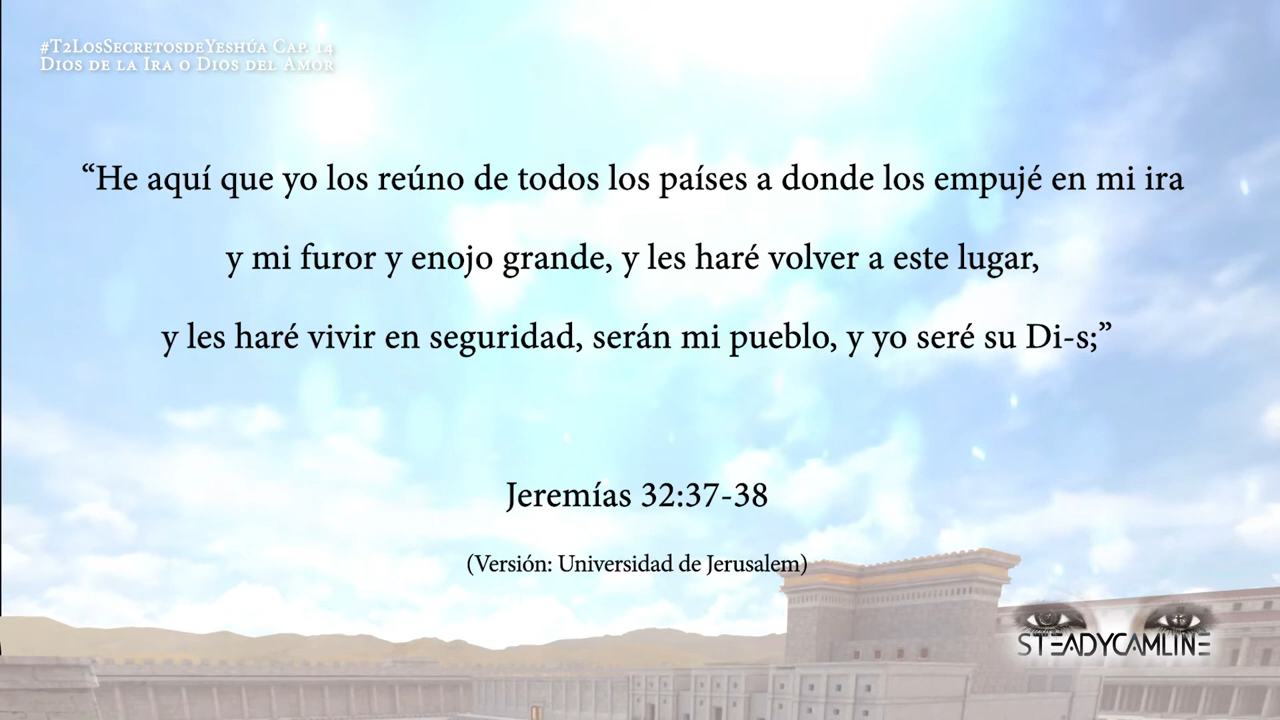 #T2LosSecretosdeYeshúa Cap. 14
Dios de la Ira o Dios del Amor
“He aquí que yo los reúno de todos los países a donde los empujé en mi ira
y mi furor y enojo grande, y les haré volver a este lugar,
y les haré vivir en seguridad, serán mi pueblo, y yo seré su Di-s;”
Jeremías 32:37-38
(Versión: Universidad de Jerusalem)
STEADYCAMLINE